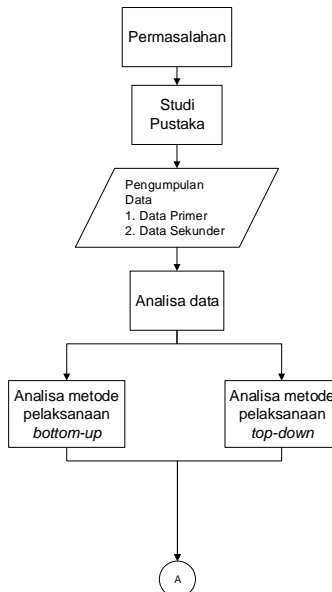 Permasalahan
Studi
Pustaka
Pengumpulan
Data
1. Data Primer
2. Data Sekunder
Analisa data
Analisa metode
pelaksanaan
bottom-up
Analisa metode
pelaksanaan
top-down
A